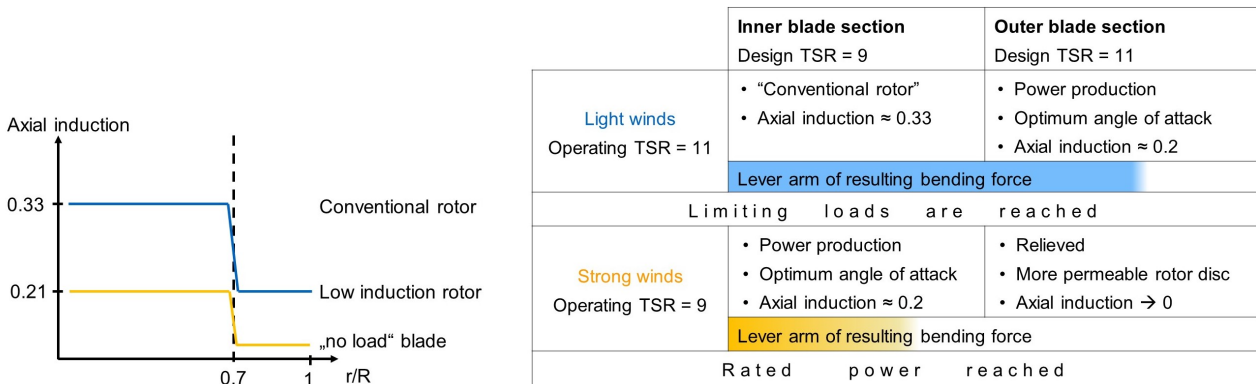 Axial induction
0.33
0.21
Conventional rotor
Low induction rotor
„no load“ blade
0.7
1
r/R
Inner blade section
Design TSR = 9
Outer blade section
Design TSR = 11
Light winds
Operating TSR = 11
• “Conventional rotor”
• Axial induction ≈ 0.33
• Power production
• Optimum angle of attack
• Axial induction ≈ 0.2
Lever arm of resulting bending force
Limiting loads are reached
Strong winds
Operating TSR = 9
• Power production
• Optimum angle of attack
• Axial induction ≈ 0.2
• Relieved
• More permeable rotor disc
• Axial induction → 0
Lever arm of resulting bending force
Rated power reached